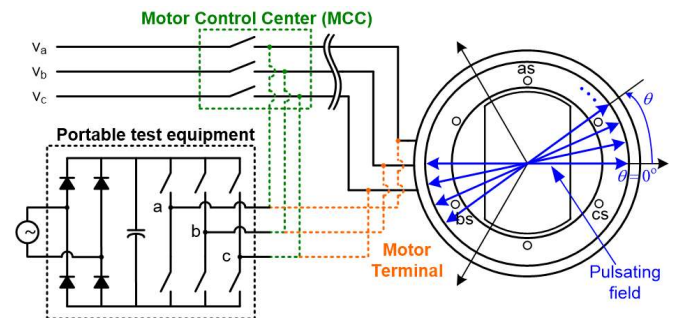 Motor Control Center (MCC)
va
vb
vc
Portable test equipment
a
b
c
Motor
Terminal
as
bs
cs
θ
θ=0°
Pulsating
field